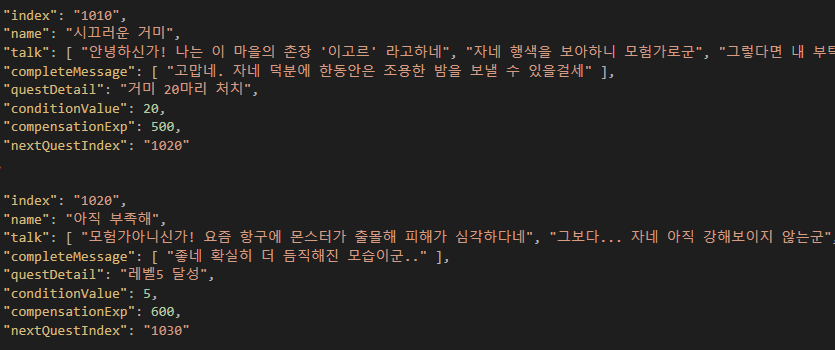 "index": "1010",
"name": "시끄러운 거미",
"talk": [ "안녕하신가! 나는 이 마을의 촌장 '이고르' 라고하네", "자네 행색을 보아하니 모험가로군", "그렇다면 내 부탁
"completeMessage": [ "고맙네. 자네 덕분에 한동안은 조용한 밤을 보낼 수 있을걸세" ],
"questDetail": "거미 20마리 처치",
"conditionValue": 20,
"compensationExp": 500,
"nextQuestIndex": "1020"
"index": "1020",
"name": "아직 부족해",
"talk": [ "모험가아니신가! 요즘 항구에 몬스터가 출몰해 피해가 심각하다네", "그보다... 자네 아직 강해보이지 않는군",
"completeMessage": [ "좋네 확실히 더 듬직해진 모습이군.." ],
"questDetail": "레벨5 달성",
"conditionValue": 5,
"compensationExp": 600,
"nextQuestIndex": "1030"